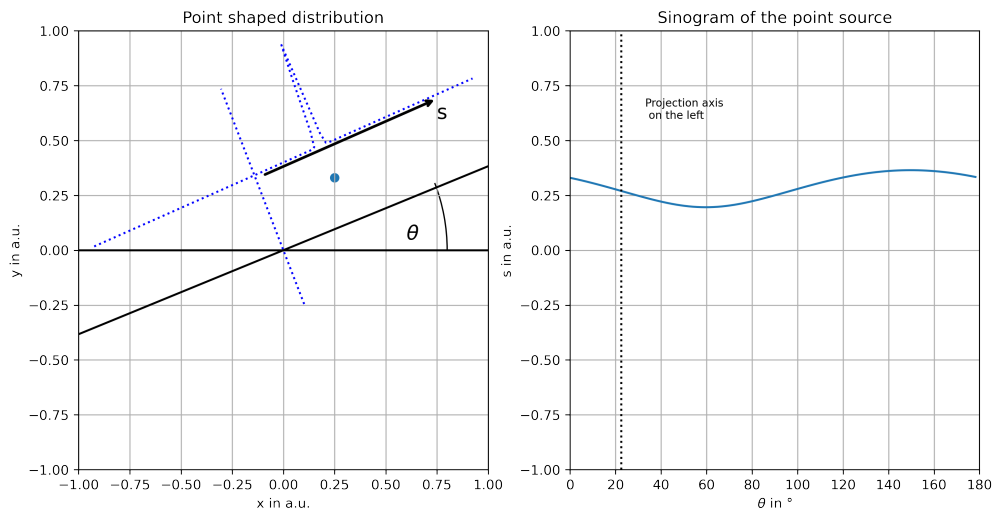 Point shaped distribution
1.00
0.75
0.50
0.25
0.00
−0.25
−0.50
−0.75
−1.00
y in a.u.
s
θ
−1.00 −0.75 −0.50 −0.25 0.00 0.25 0.50 0.75 1.00
x in a.u.
Sinogram of the point source
1.00
0.75
0.50
0.25
0.00
−0.25
−0.50
−0.75
−1.00
s in a.u.
Projection axis
on the left
0 20 40 60 80 100 120 140 160 180
θ in °